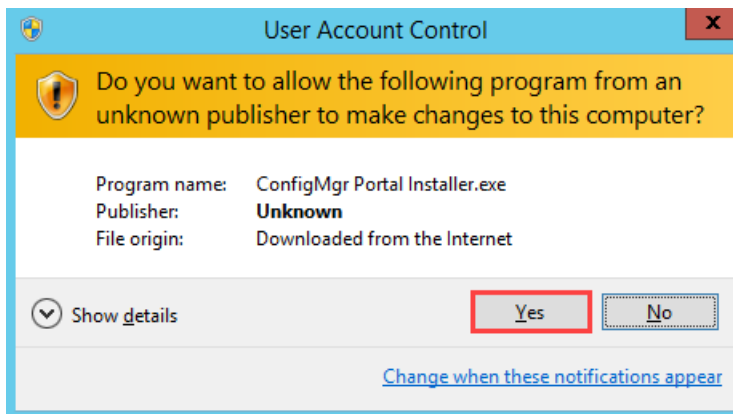 User Account Control
x
Do you want to allow the following program from an
unknown publisher to make changes to this computer?
Program name: ConfigMgr Portal Installer.exe
Publisher: Unknown
File origin: Downloaded from the Internet
Show details Yes No
Change when these notifications appear